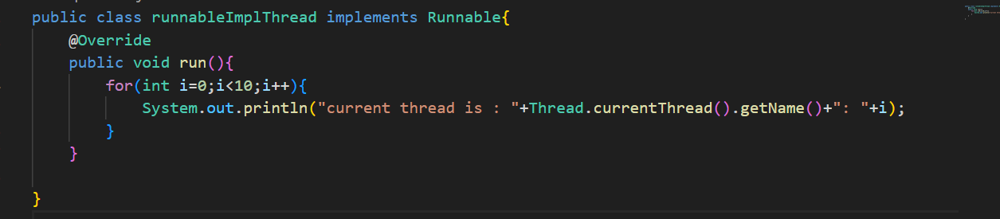 public class runnableImplThread implements Runnable{
@Override
public void run(){
for(int i=0;i<10;i++){
System.out.println("current thread is : "+Thread.currentThread().getName()+": "+i);
}
}
}